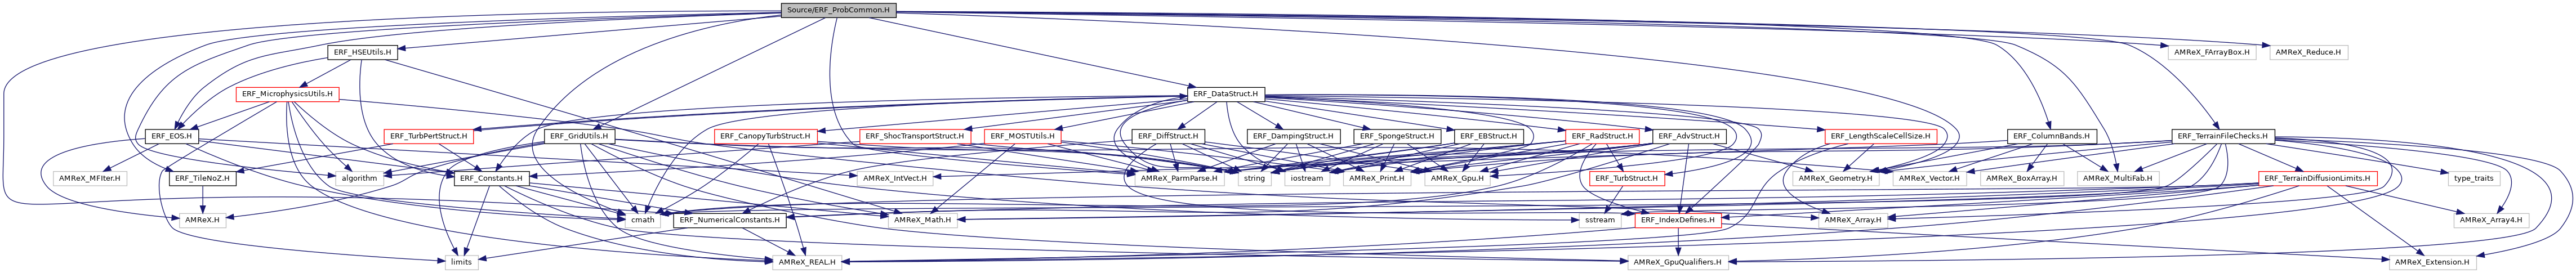 Source/ERF_ProbCommon.H
ERF_HSEUtils.H
AMReX_FArrayBox.H
AMReX_Reduce.H
ERF_MicrophysicsUtils.H
ERF_DataStruct.H
ERF_EOS.H
ERF_TurbPertStruct.H
ERF_GridUtils.H
ERF_CanopyTurbStruct.H
ERF_ShocTransportStruct.H
ERF_MOSTUtils.H
ERF_DiffStruct.H
ERF_DampingStruct.H
ERF_SpongeStruct.H
ERF_EBStruct.H
ERF_RadStruct.H
ERF_AdvStruct.H
ERF_LengthScaleCellSize.H
ERF_ColumnBands.H
ERF_TerrainFileChecks.H
AMReX_MFIter.H
ERF_TileNoZ.H
algorithm
ERF_Constants.H
AMReX_IntVect.H
AMReX_ParmParse.H
string
iostream
AMReX_Print.H
AMReX_Gpu.H
ERF_TurbStruct.H
AMReX_Geometry.H
AMReX_Vector.H
AMReX_BoxArray.H
AMReX_MultiFab.H
ERF_TerrainDiffusionLimits.H
type_traits
AMReX.H
cmath
ERF_NumericalConstants.H
AMReX_Math.H
sstream
ERF_IndexDefines.H
AMReX_Array.H
AMReX_Array4.H
limits
AMReX_REAL.H
AMReX_GpuQualifiers.H
AMReX_Extension.H